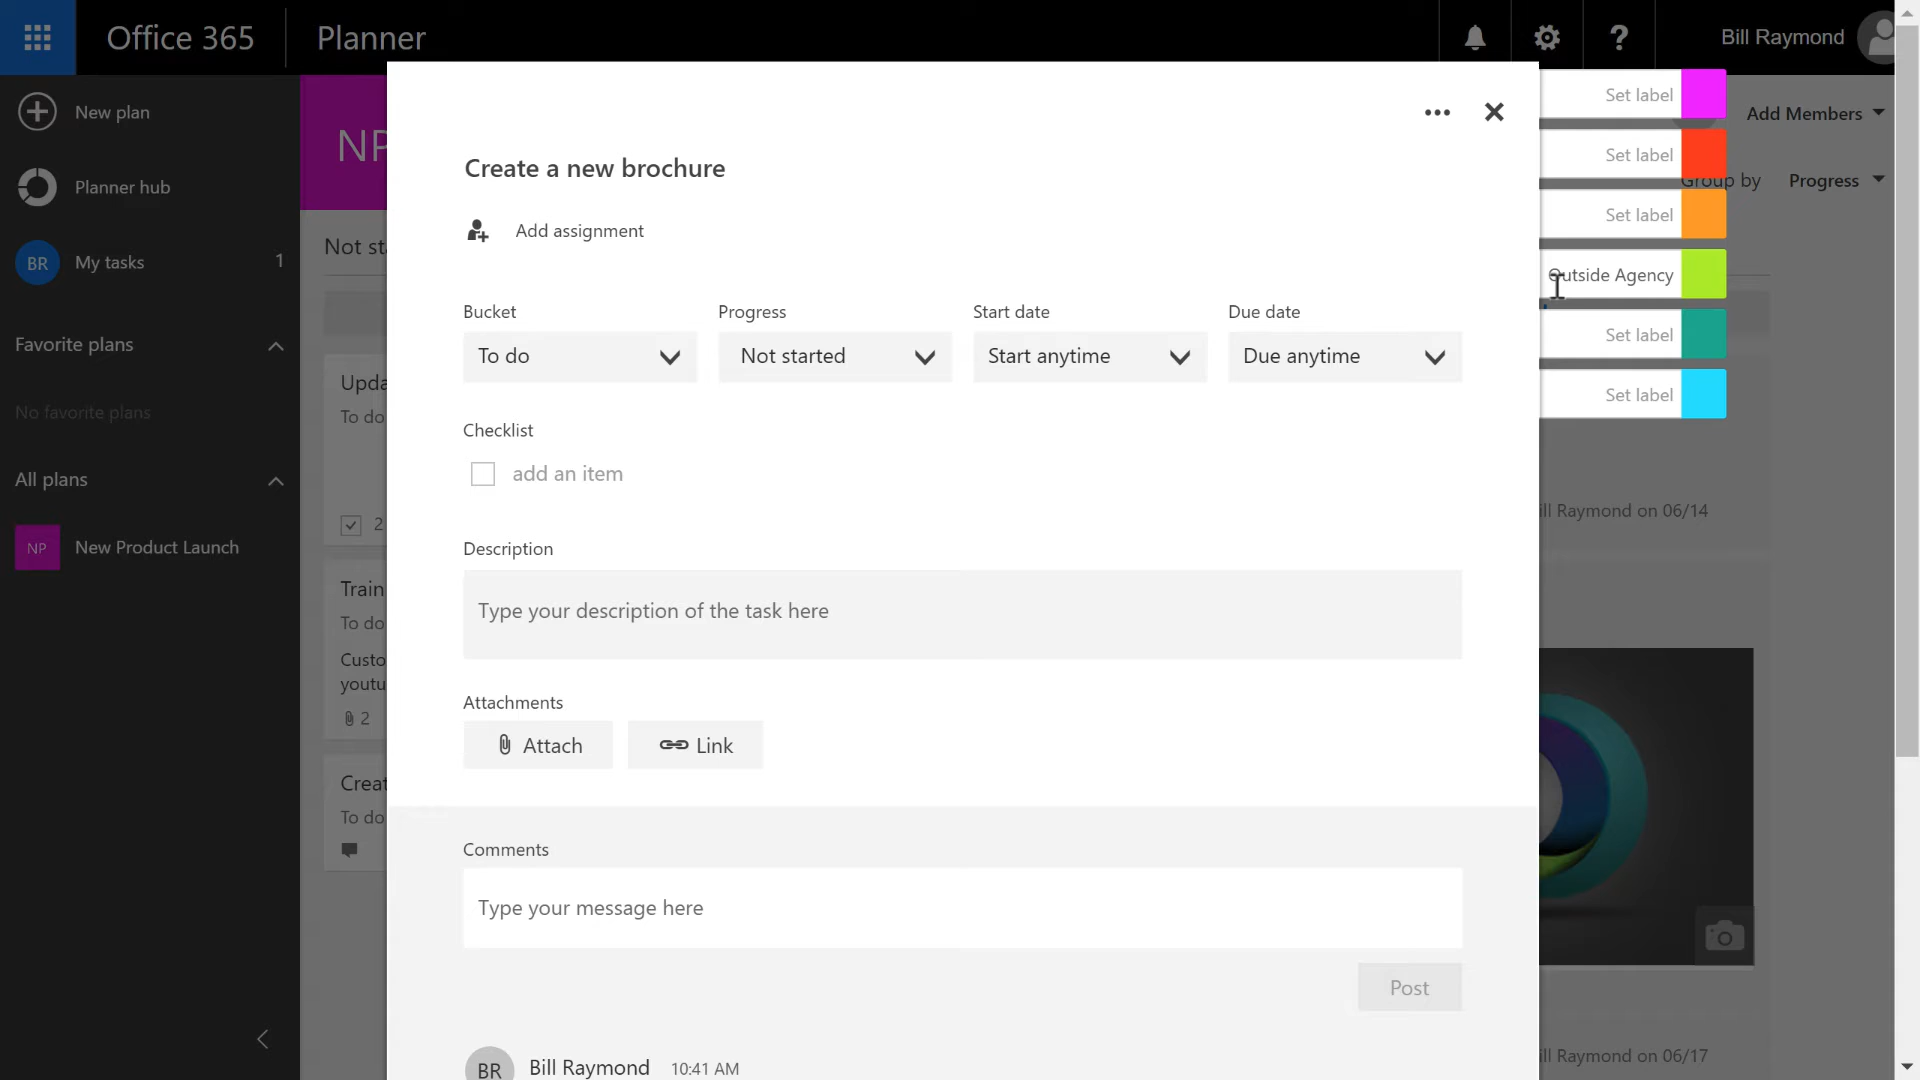 Office 365
Planner
Bill Raymond
New plan
Planner hub
BR My tasks 1
Favorite plans
No favorite plans
All plans
NP New Product Launch
NP
Add Members
Group by Progress
Not sta
Upda
To do
2
Train
To do
Custo
youtu
2
Creat
To do
Create a new brochure
Add assignment
Bucket Progress Start date Due date
To do Not started Start anytime Due anytime
Checklist
add an item
Description
Type your description of the task here
Attachments
Attach Link
Comments
Type your message here
Post
BR Bill Raymond 10:41 AM
Set label
Set label
Set label
Outside Agency
Set label
Set label
ill Raymond on 06/14
ill Raymond on 06/17